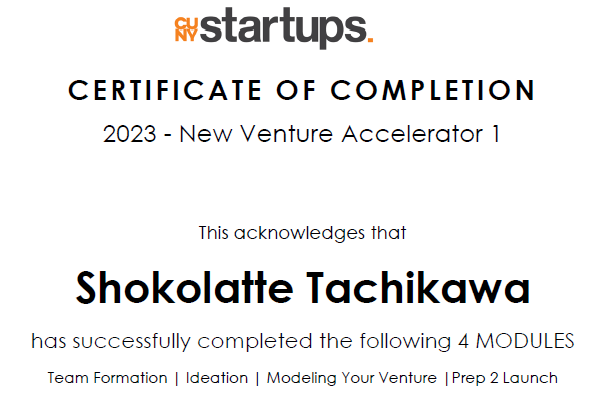 CUNY startups.
CERTIFICATE OF COMPLETION
2023 - New Venture Accelerator 1
This acknowledges that
Shokolatte Tachikawa
has successfully completed the following 4 MODULES
Team Formation | Ideation | Modeling Your Venture |Prep 2 Launch